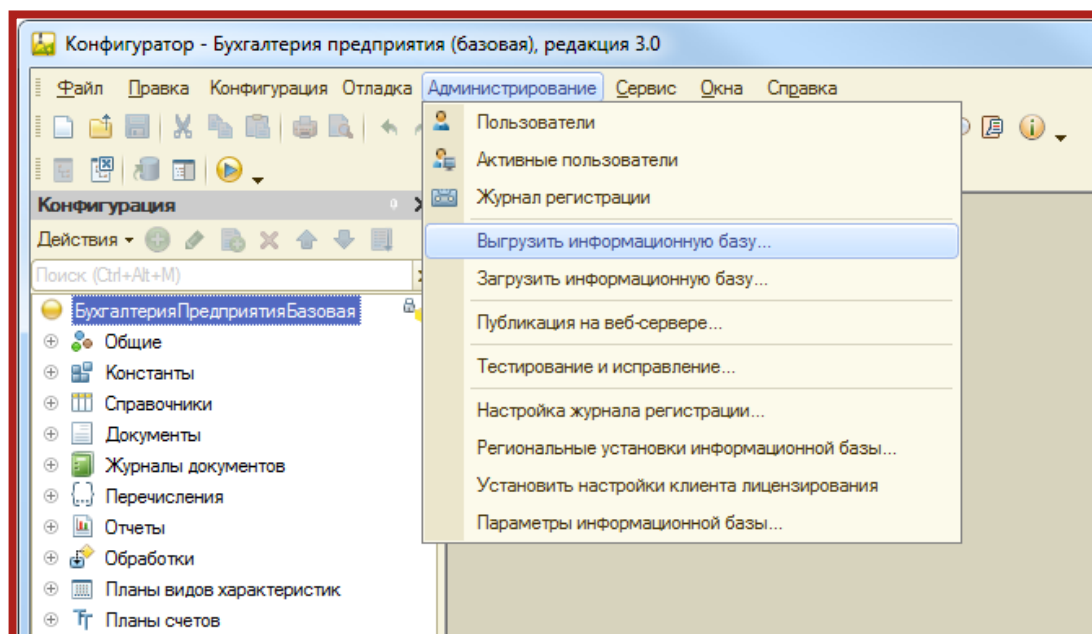 Конфигуратор - Бухгалтерия предприятия (базовая), редакция 3.0
Файл Правка Конфигурация Отладка Администрирование Сервис Окна Справка
Пользователи
Активные пользователи
Журнал регистрации
Выгрузить информационную базу...
Загрузить информационную базу...
Публикация на веб-сервере...
Тестирование и исправление...
Настройка журнала регистрации...
Региональные установки информационной базы...
Установить настройки клиента лицензирования
Параметры информационной базы...
Конфигурация
Действия
Поиск (Ctrl+Alt+M)
БухгалтерияПредприятияБазовая
Общие
Константы
Справочники
Документы
Журналы документов
Перечисления
Отчеты
Обработки
Планы видов характеристик
Планы счетов